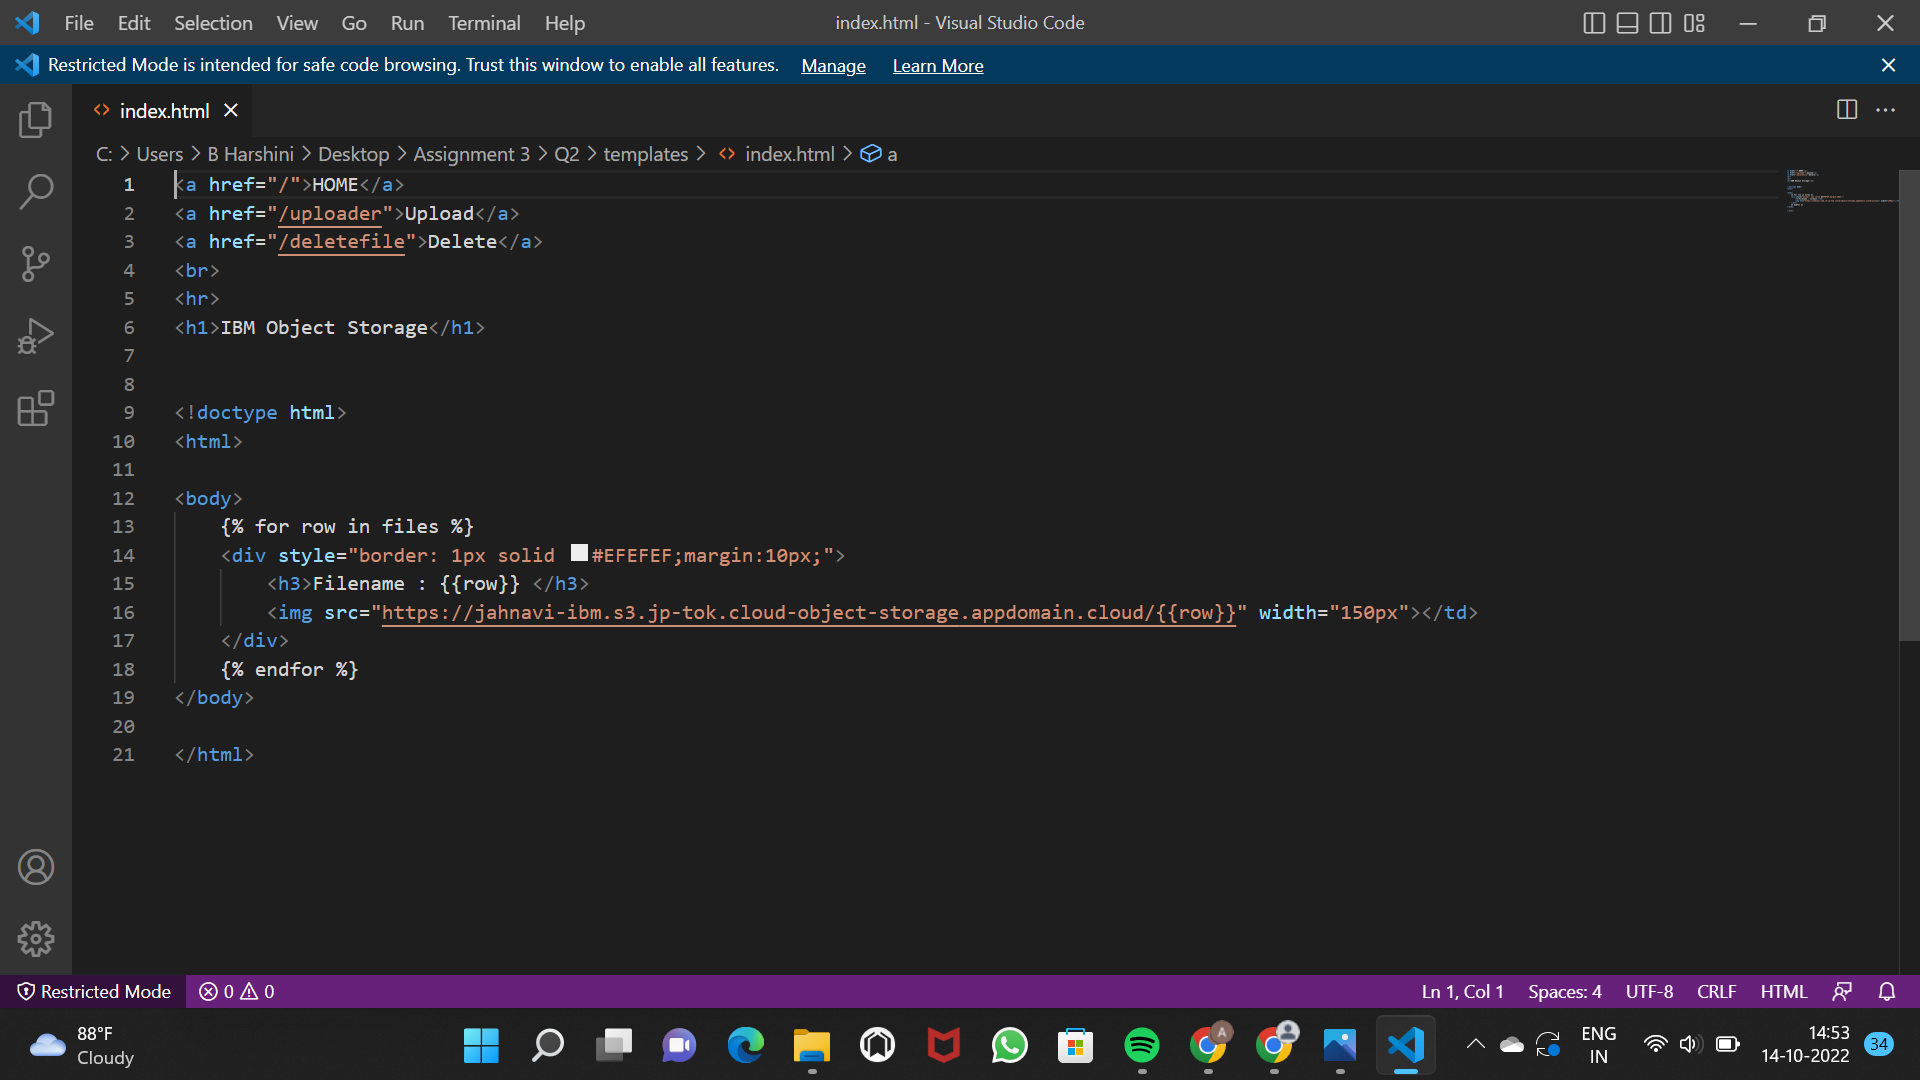 File Edit Selection View Go Run Terminal Help index.html - Visual Studio Code
Restricted Mode is intended for safe code browsing. Trust this window to enable all features. Manage Learn More
index.html
C: > Users > B Harshini > Desktop > Assignment 3 > Q2 > templates > <> index.html > a
1 <a href="/">HOME</a>
2 <a href="/uploader">Upload</a>
3 <a href="/deletefile">Delete</a>
4 <br>
5 <hr>
6 <h1>IBM Object Storage</h1>
7
8
9 <!doctype html>
10 <html>
11
12 <body>
13 {% for row in files %}
14 <div style="border: 1px solid #EFEFEF;margin:10px;">
15 <h3>Filename : {{row}} </h3>
16 <img src="https://jahnavi-ibm.s3.jp-tok.cloud-object-storage.appdomain.cloud/{{row}}" width="150px"></td>
17 </div>
18 {% endfor %}
19 </body>
20
21 </html>
Restricted Mode 0 0 Ln 1, Col 1 Spaces: 4 UTF-8 CRLF HTML
88°F
Cloudy
A
ENG
IN
14:53
14-10-2022
34